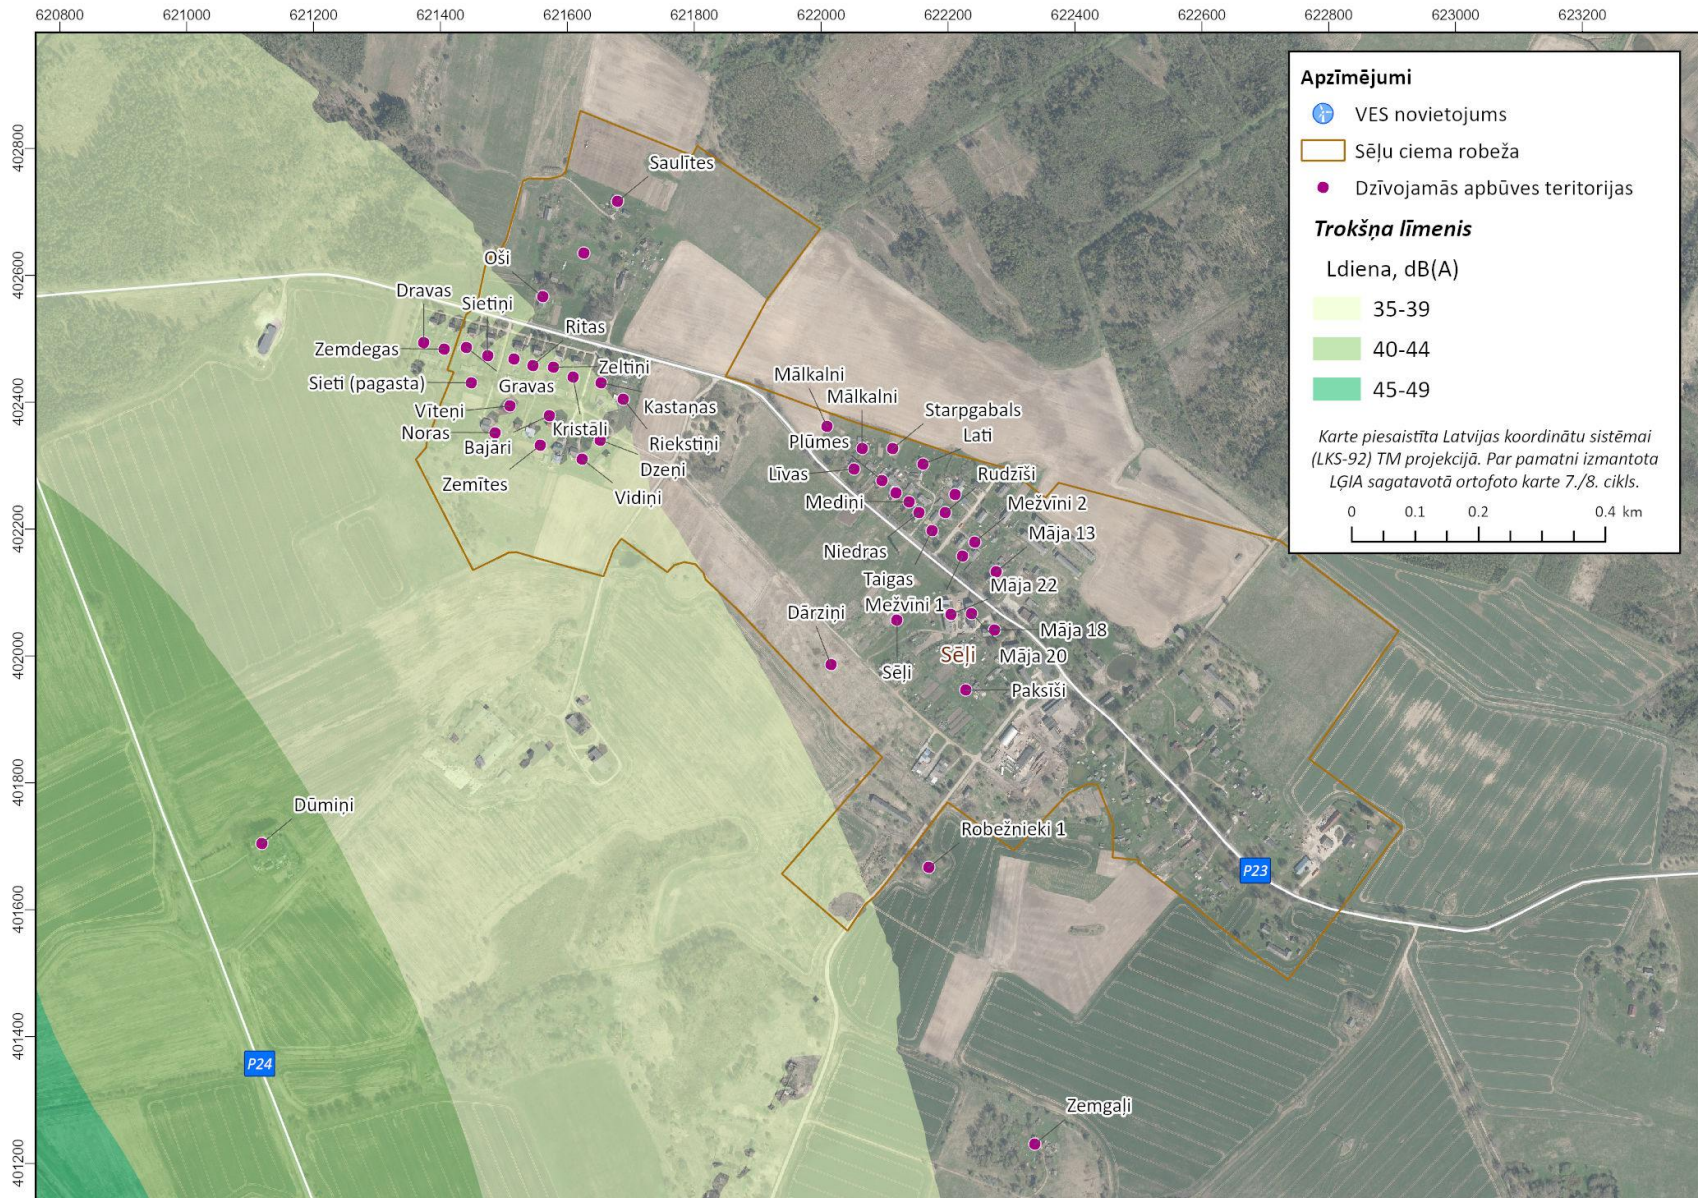 620800 621000 621200 621400 621600 621800 622000 622200 622400 622600 622800 623000 623200
402800
402600
402400
402200
402000
401800
401600
401400
401200
Apzīmējumi
VES novietojums
Sēļu ciema robeža
Dzīvojamās apbūves teritorijas
Trokšņa līmenis
Ldiena, dB(A)
35-39
40-44
45-49
Karte piesaistīta Latvijas koordinātu sistēmai
(LKS-92) TM projekcijā. Par pamatni izmantota
LĢIA sagatavotā ortofoto karte 7./8. cikls.
0 0.1 0.2 0.4 km
Saulītes
Oši
Dravas
Sietiņi
Ritas
Zemdegas
Zeltiņi
Sieti (pagasta)
Gravas
Kastaņas
Vīteņi
Kristāli
Noras
Bajāri
Riekstiņi
Dzeņi
Zemītes
Vidiņi
Mālkalni
Mālkalni
Starpgabals
Plūmes
Lati
Līvas
Rudzīši
Mediņi
Mežvīni 2
Māja 13
Niedras
Taigas
Māja 22
Mežvīni 1
Dārziņi
Māja 18
Sēļi
Māja 20
Sēļi
Paksīši
Dūmiņi
Robežnieki 1
P23
P24
Zemgaļi